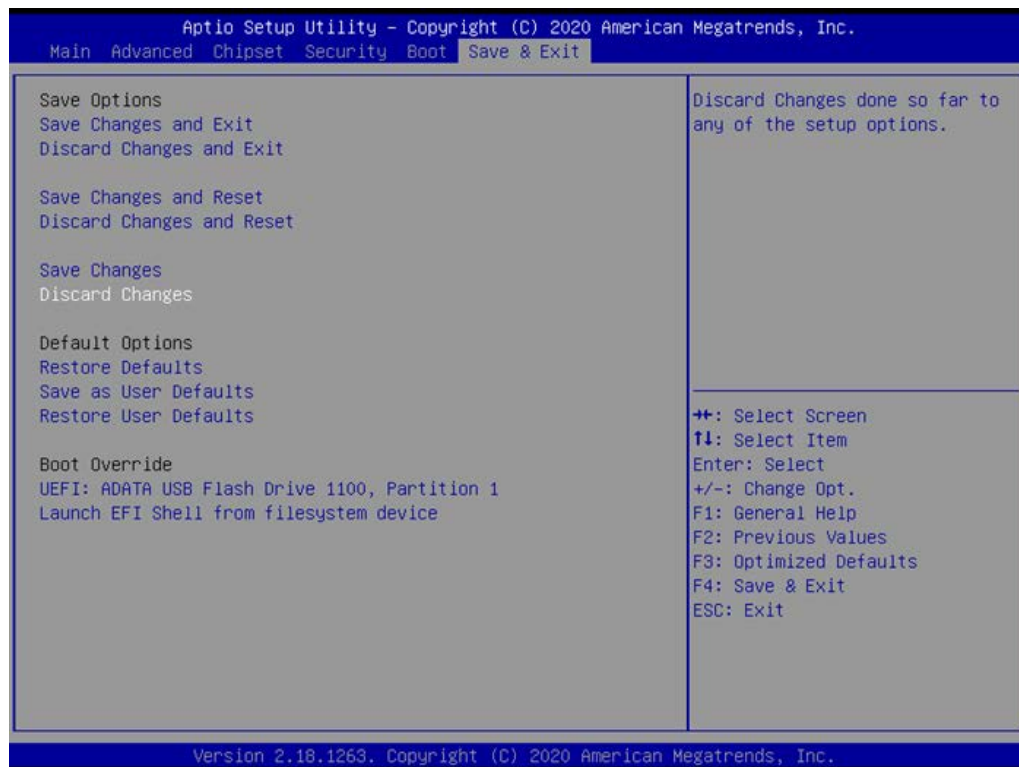 Aptio Setup Utility – Copyright (C) 2020 American Megatrends, Inc.
Main Advanced Chipset Security Boot Save & Exit
Save Options
Save Changes and Exit
Discard Changes and Exit
Save Changes and Reset
Discard Changes and Reset
Save Changes
Discard Changes
Default Options
Restore Defaults
Save as User Defaults
Restore User Defaults
Boot Override
UEFI: ADATA USB Flash Drive 1100, Partition 1
Launch EFI Shell from filesystem device
Discard Changes done so far to
any of the setup options.
→←: Select Screen
↑↓: Select Item
Enter: Select
+/-: Change Opt.
F1: General Help
F2: Previous Values
F3: Optimized Defaults
F4: Save & Exit
ESC: Exit
Version 2.18.1263. Copyright (C) 2020 American Megatrends, Inc.